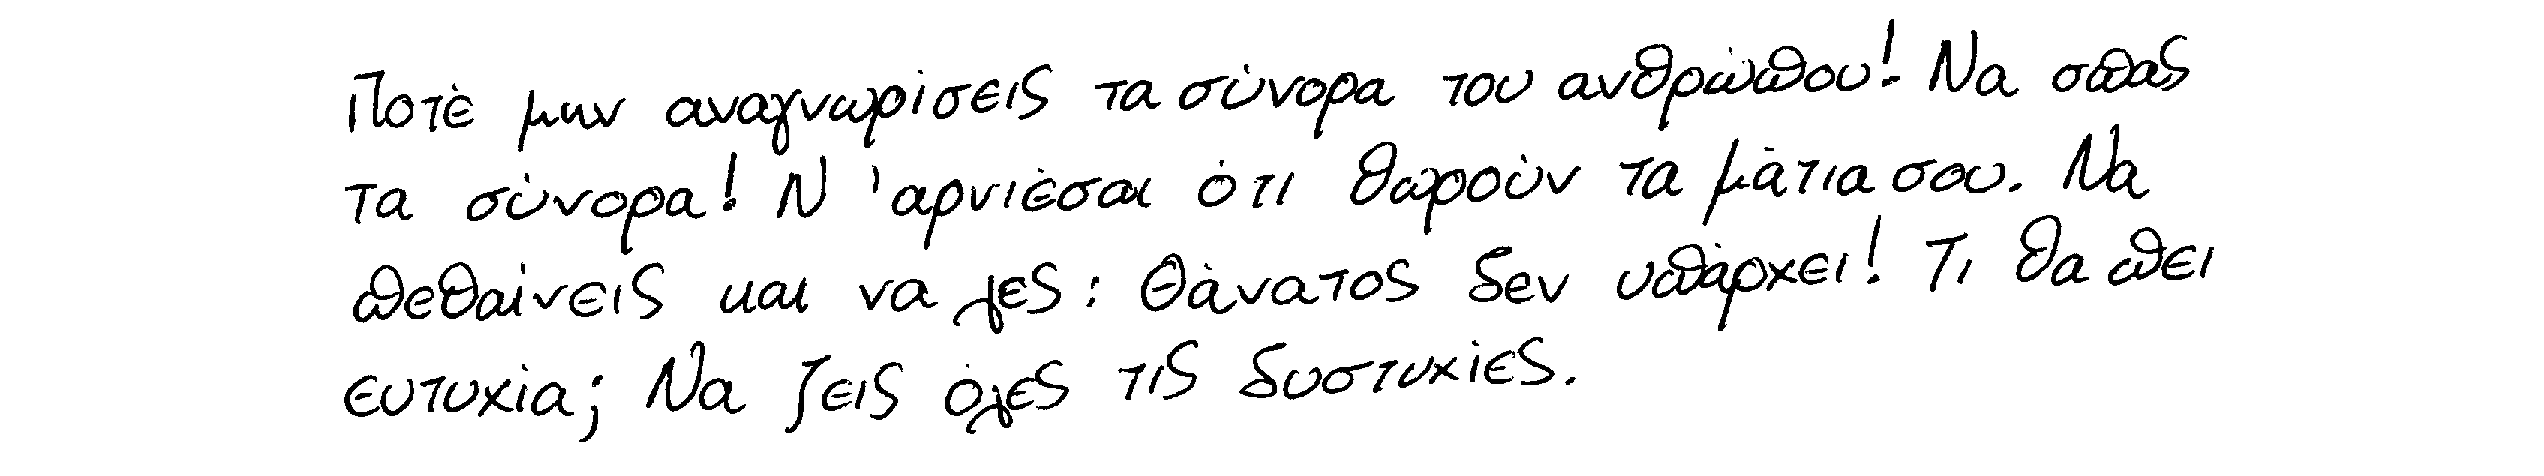 Ποτέ μην αναγνωρίσεις τα σύνορα του ανθρώπου! Να σπας
τα σύνορα! Ν 'αρνιέσαι ότι θωρούν τα μάτια σου. Να
πεθαίνεις και να λες: Θάνατος δεν υπάρχει! Τι θα πει
ευτυχία; Να ζεις όλες τις δυστυχίες.